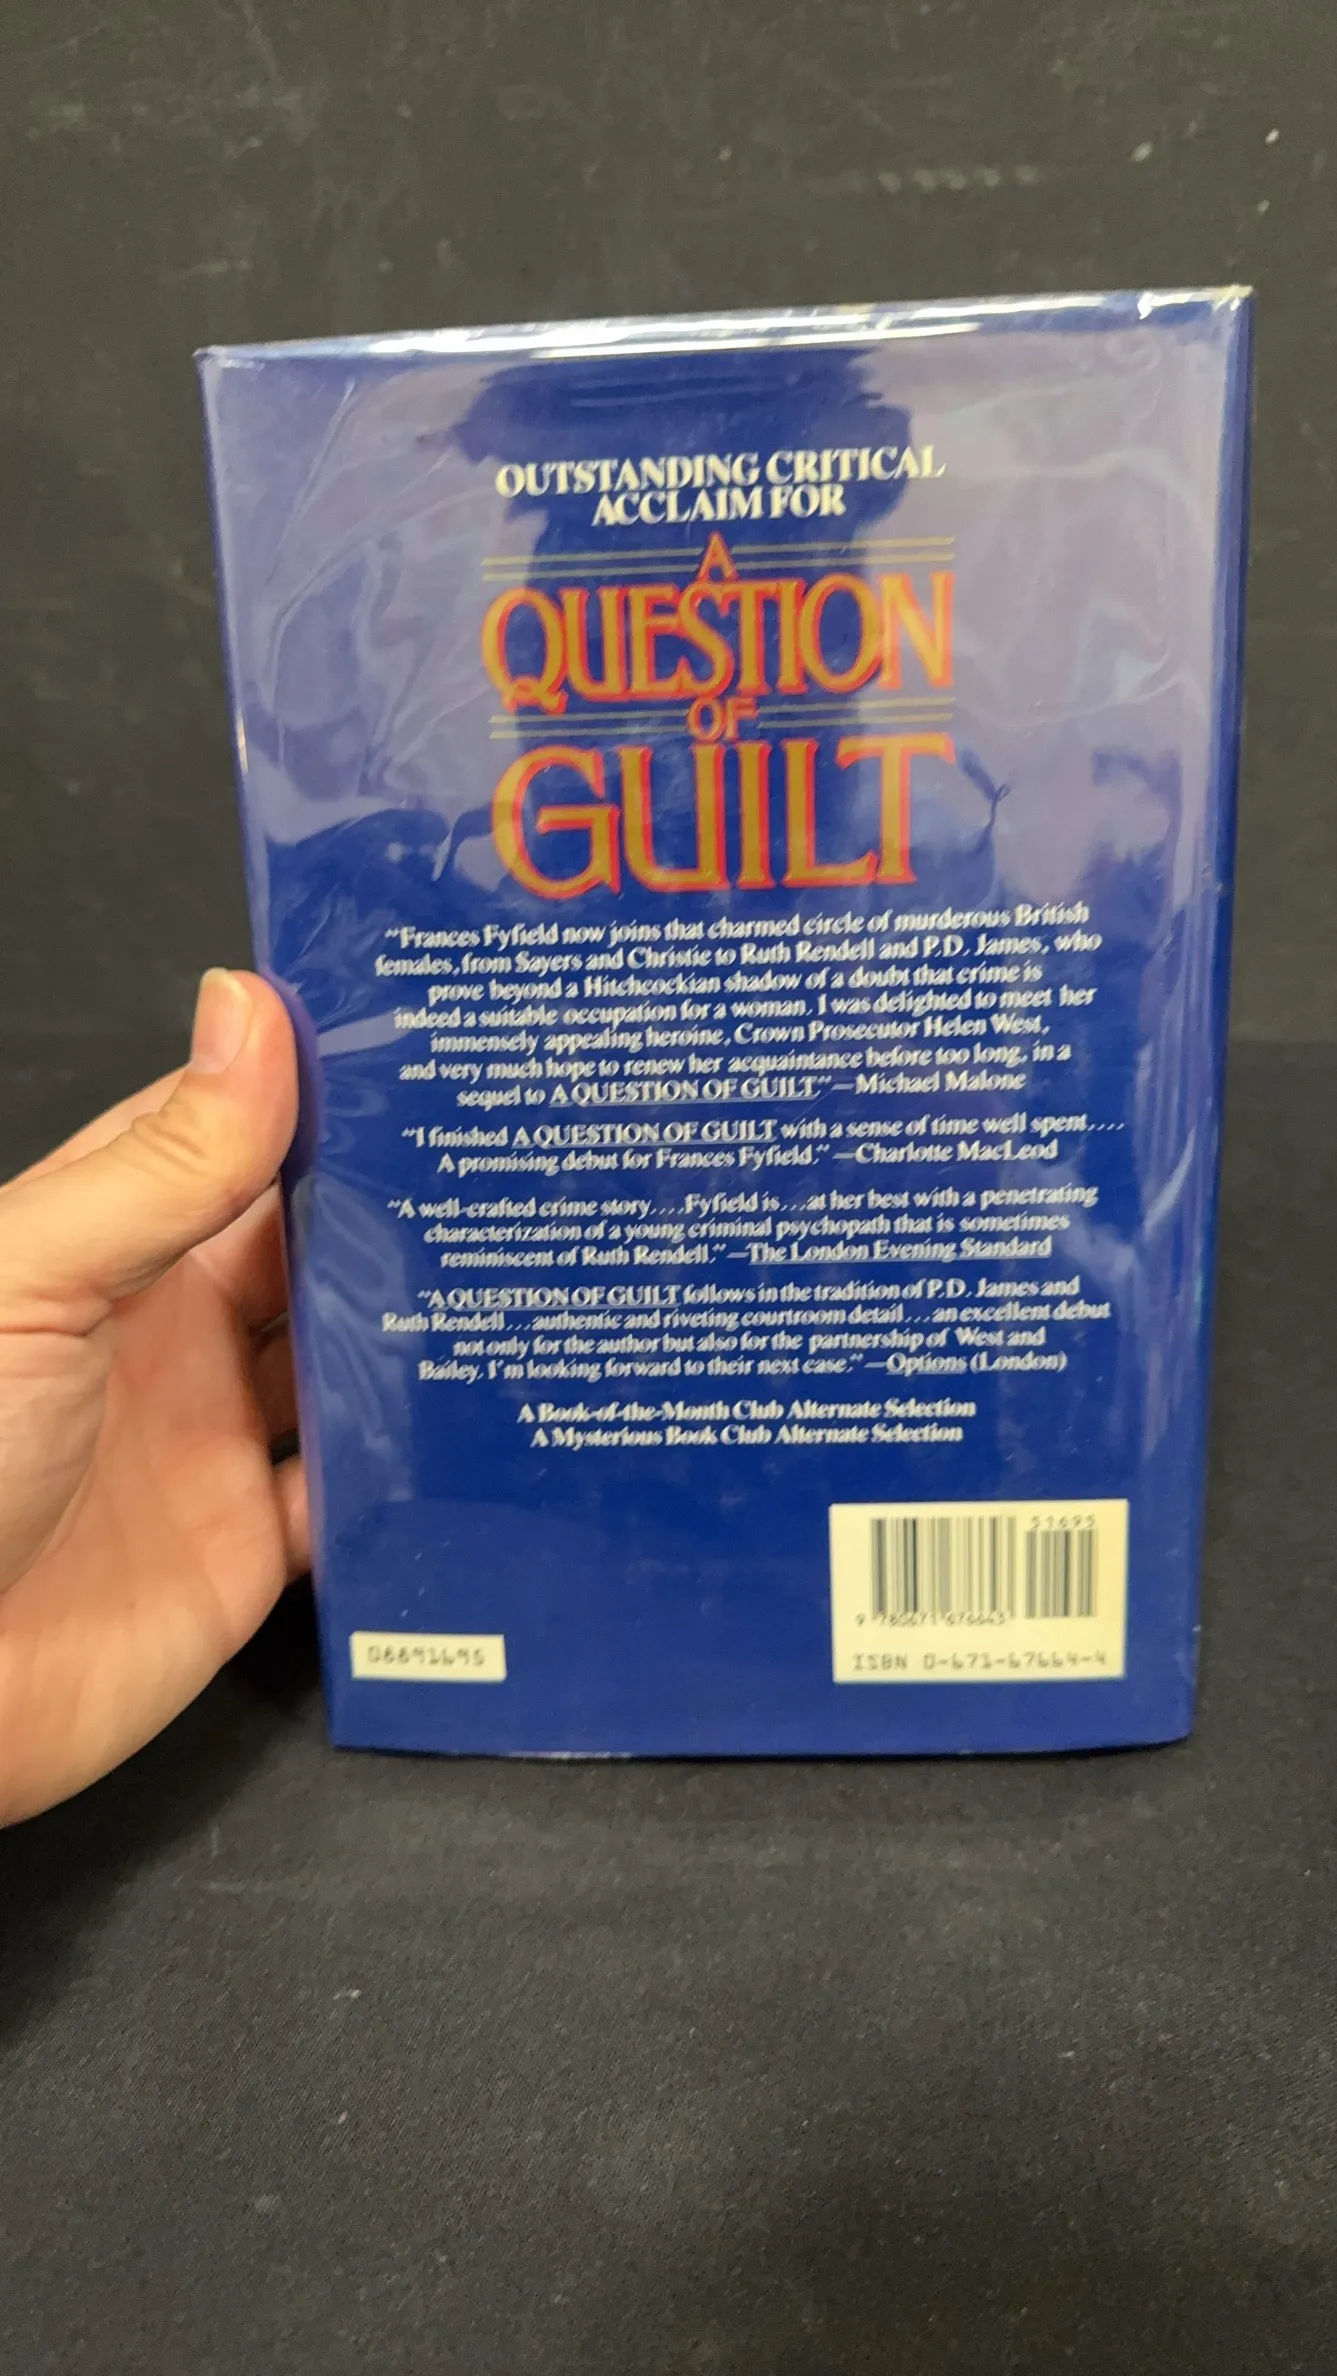 OUTSTANDING CRITICAL
ACCLAIM FOR
A
QUESTION
OF
GUILT
"Frances Fyfield now joins that charmed circle of murderous British
females, from Sayers and Christie to Ruth Rendell and P.D. James, who
prove beyond a Hitchcockian shadow of a doubt that crime is
indeed a suitable occupation for a woman. I was delighted to meet her
immensely appealing heroine, Crown Prosecutor Helen West,
and very much hope to renew her acquaintance before too long, in a
sequel to A QUESTION OF GUILT."—Michael Malone
"I finished A QUESTION OF GUILT with a sense of time well spent....
A promising debut for Frances Fyfield."—Charlotte MacLeod
"A well-crafted crime story....Fyfield is...at her best with a penetrating
characterization of a young criminal psychopath that is sometimes
reminiscent of Ruth Rendell."—The London Evening Standard
"A QUESTION OF GUILT follows in the tradition of P.D. James and
Ruth Rendell...authentic and riveting courtroom detail...an excellent debut
not only for the author but also for the partnership of West and
Bailey. I'm looking forward to their next case."—Options (London)
A Book-of-the-Month Club Alternate Selection
A Mysterious Book Club Alternate Selection
51695
9 780671 676643
ISBN 0-671-67664-4
08891695